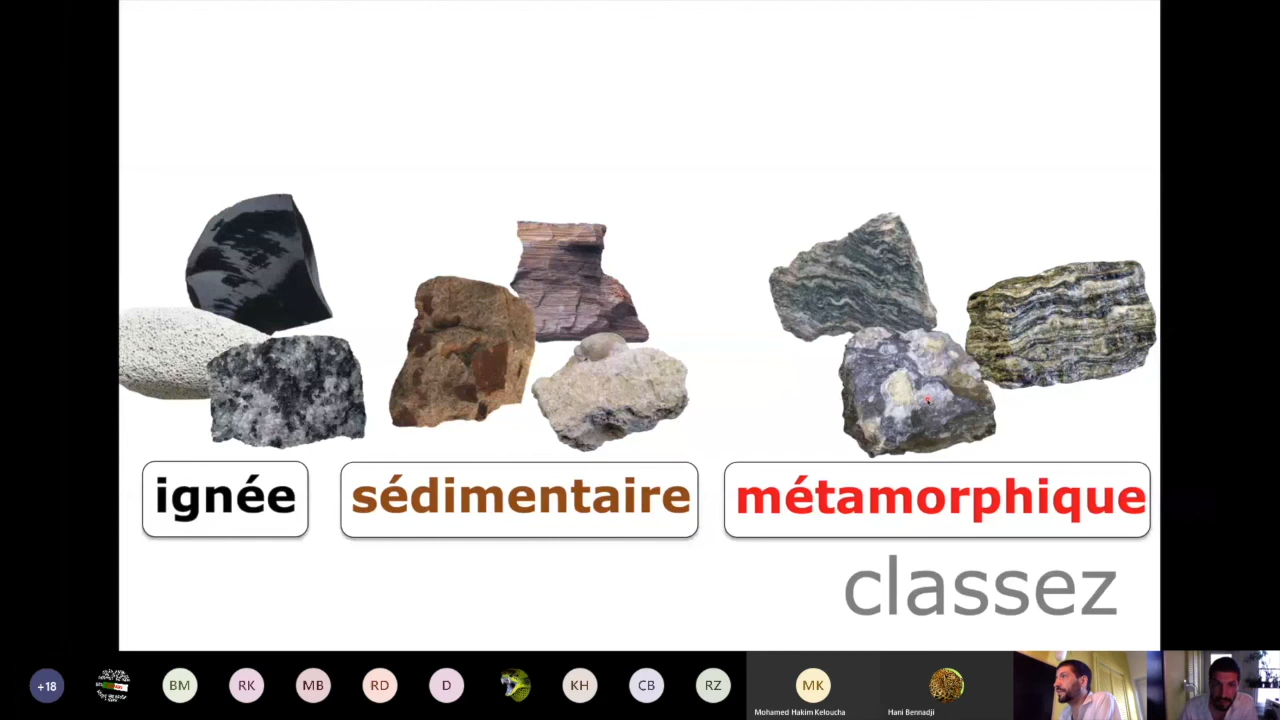 ignée
sédimentaire
métamorphique
classez
+18
BM
RK
MB
RD
D
KH
CB
RZ
MK
Mohamed Hakim Keloucha
Hani Bennadji